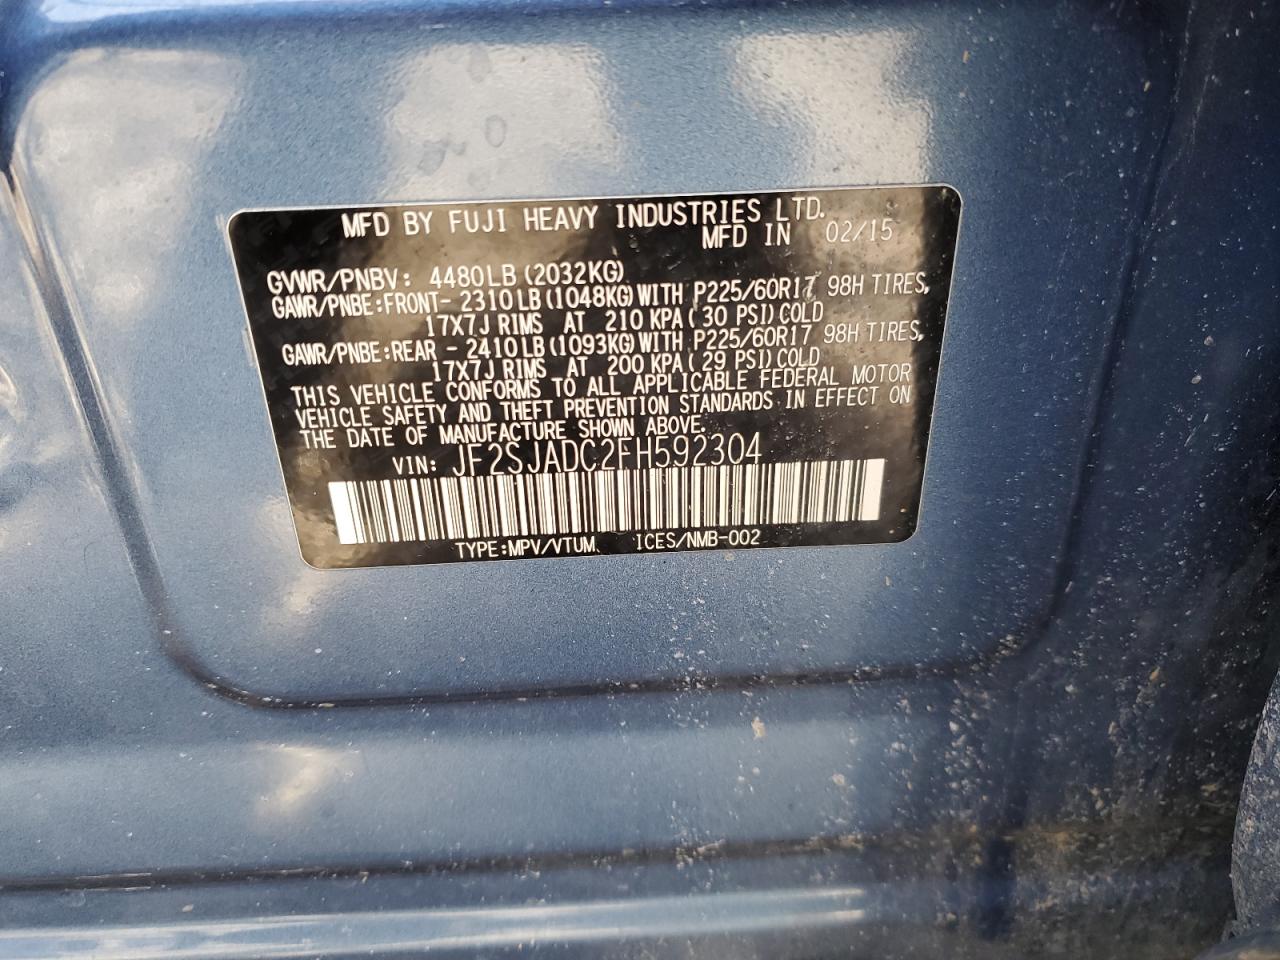 MFD BY FUJI HEAVY INDUSTRIES LTD.
MFD IN 02/15
GVWR/PNBV: 4480LB (2032KG)
GAWR/PNBE:FRONT- 2310LB(1048KG)WITH P225/60R17 98H TIRES,
17X7J RIMS AT 210 KPA( 30 PSI)COLD
GAWR/PNBE:REAR - 2410LB(1093KG)WITH P225/60R17 98H TIRES,
17X7J RIMS AT 200 KPA( 29 PSI)COLD
THIS VEHICLE CONFORMS TO ALL APPLICABLE FEDERAL MOTOR
VEHICLE SAFETY AND THEFT PREVENTION STANDARDS IN EFFECT ON
THE DATE OF MANUFACTURE SHOWN ABOVE.
VIN: JF2SJADC2FH592304
TYPE:MPV/VTUM ICES/NMB-002